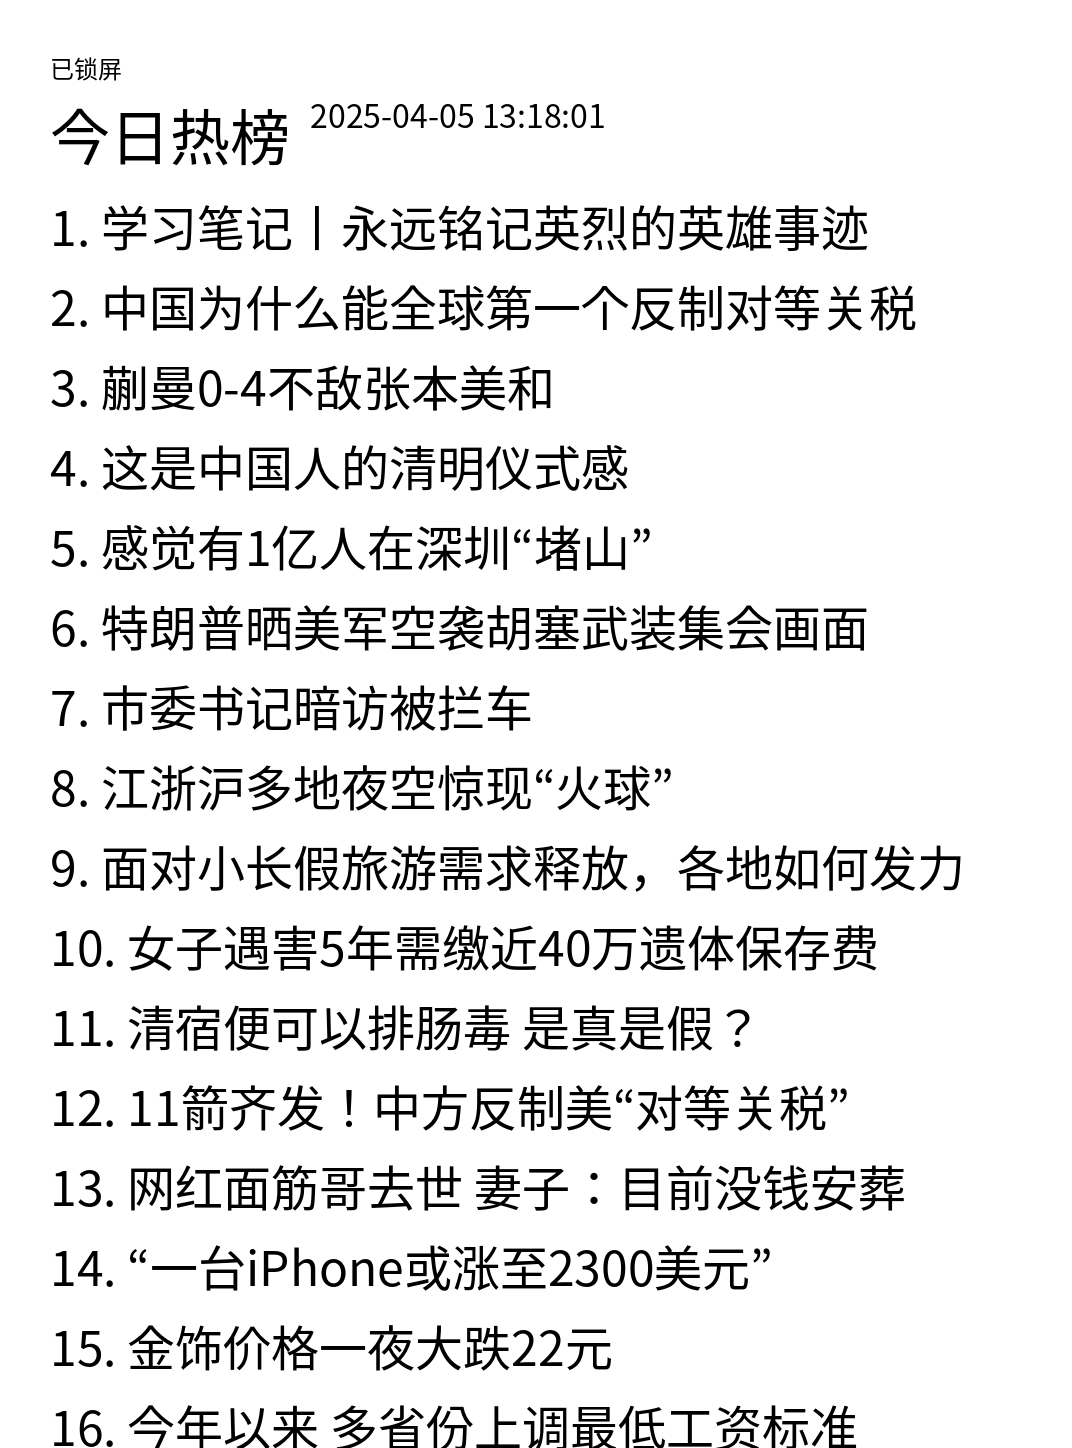 已锁屏
今日热榜 2025-04-05 13:18:01
1. 学习笔记丨永远铭记英烈的英雄事迹
2. 中国为什么能全球第一个反制对等关税
3. 蒯曼0-4不敌张本美和
4. 这是中国人的清明仪式感
5. 感觉有1亿人在深圳“堵山”
6. 特朗普晒美军空袭胡塞武装集会画面
7. 市委书记暗访被拦车
8. 江浙沪多地夜空惊现“火球”
9. 面对小长假旅游需求释放，各地如何发力
10. 女子遇害5年需缴近40万遗体保存费
11. 清宿便可以排肠毒 是真是假？
12. 11箭齐发！中方反制美“对等关税”
13. 网红面筋哥去世 妻子：目前没钱安葬
14. “一台iPhone或涨至2300美元”
15. 金饰价格一夜大跌22元
16. 今年以来 多省份上调最低工资标准